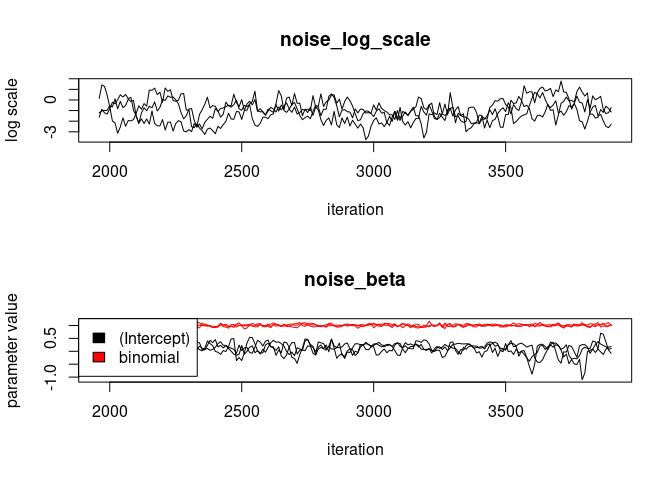 noise_log_scale
log scale
0
-3
2000 2500 3000 3500
iteration
noise_beta
parameter value
0.5
-1.0
(Intercept)
binomial
2000 2500 3000 3500
iteration